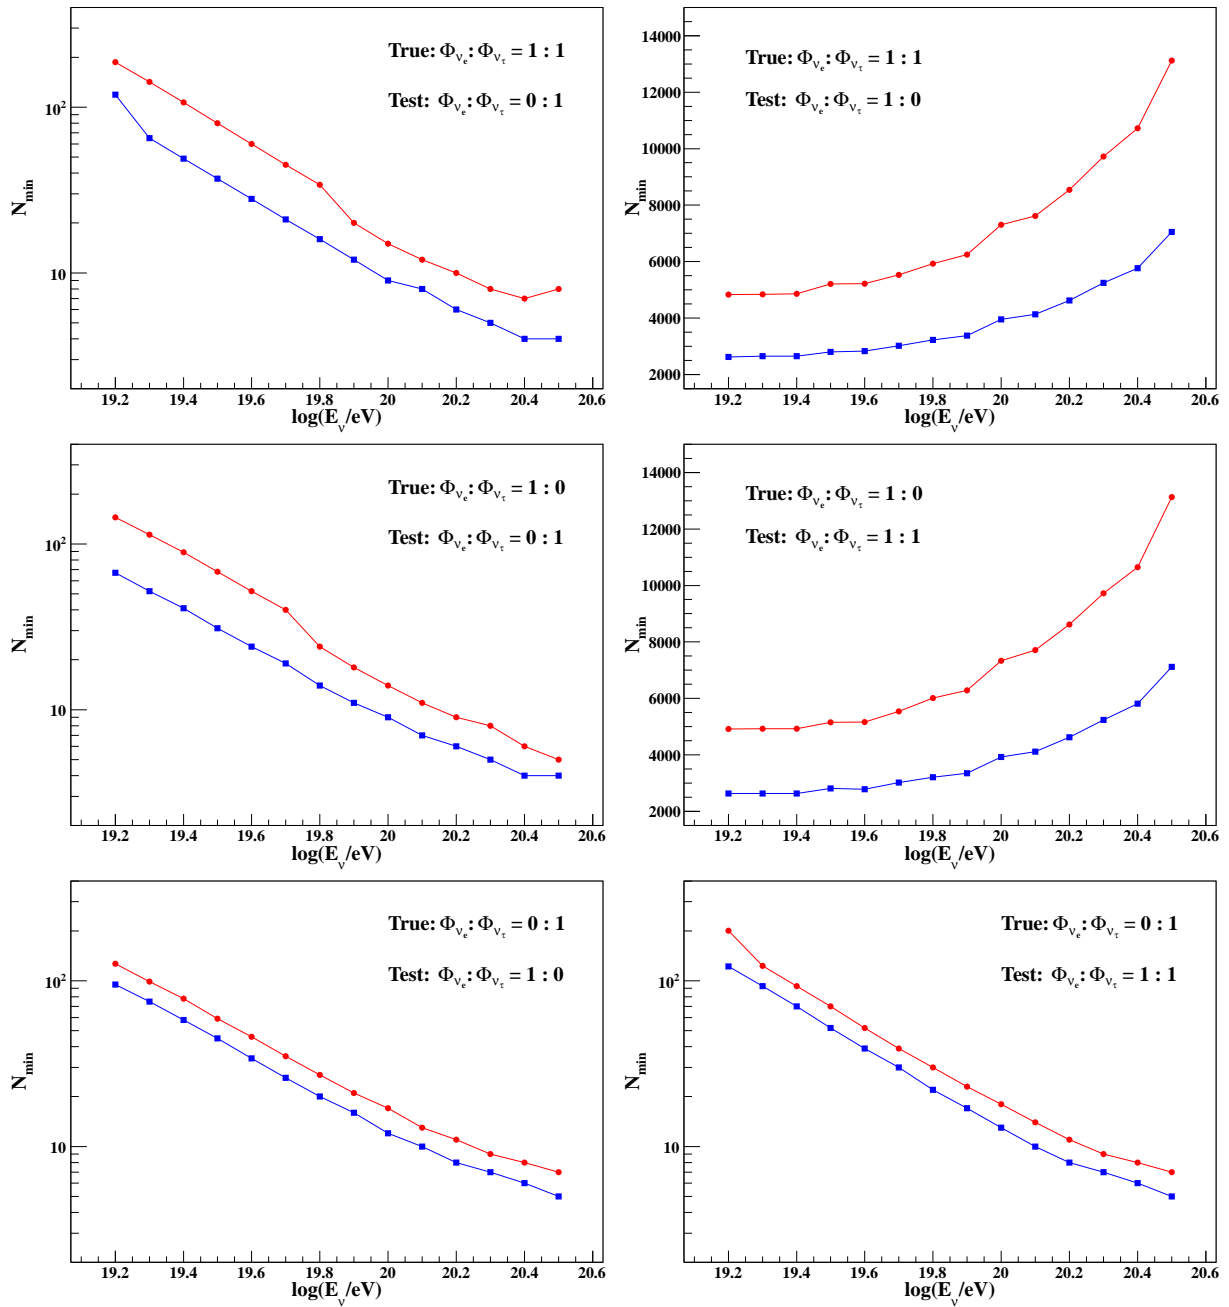 True: Φνe : Φντ = 1 : 1
Test: Φνe : Φντ = 0 : 1
10²
10
Nmin
19.2 19.4 19.6 19.8 20 20.2 20.4 20.6
log(Eν/eV)
True: Φνe : Φντ = 1 : 1
Test: Φνe : Φντ = 1 : 0
14000
12000
10000
8000
6000
4000
2000
Nmin
19.2 19.4 19.6 19.8 20 20.2 20.4 20.6
log(Eν/eV)
True: Φνe : Φντ = 1 : 0
Test: Φνe : Φντ = 0 : 1
10²
10
Nmin
19.2 19.4 19.6 19.8 20 20.2 20.4 20.6
log(Eν/eV)
True: Φνe : Φντ = 1 : 0
Test: Φνe : Φντ = 1 : 1
14000
12000
10000
8000
6000
4000
2000
Nmin
19.2 19.4 19.6 19.8 20 20.2 20.4 20.6
log(Eν/eV)
True: Φνe : Φντ = 0 : 1
Test: Φνe : Φντ = 1 : 0
10²
10
Nmin
19.2 19.4 19.6 19.8 20 20.2 20.4 20.6
log(Eν/eV)
True: Φνe : Φντ = 0 : 1
Test: Φνe : Φντ = 1 : 1
10²
10
Nmin
19.2 19.4 19.6 19.8 20 20.2 20.4 20.6
log(Eν/eV)